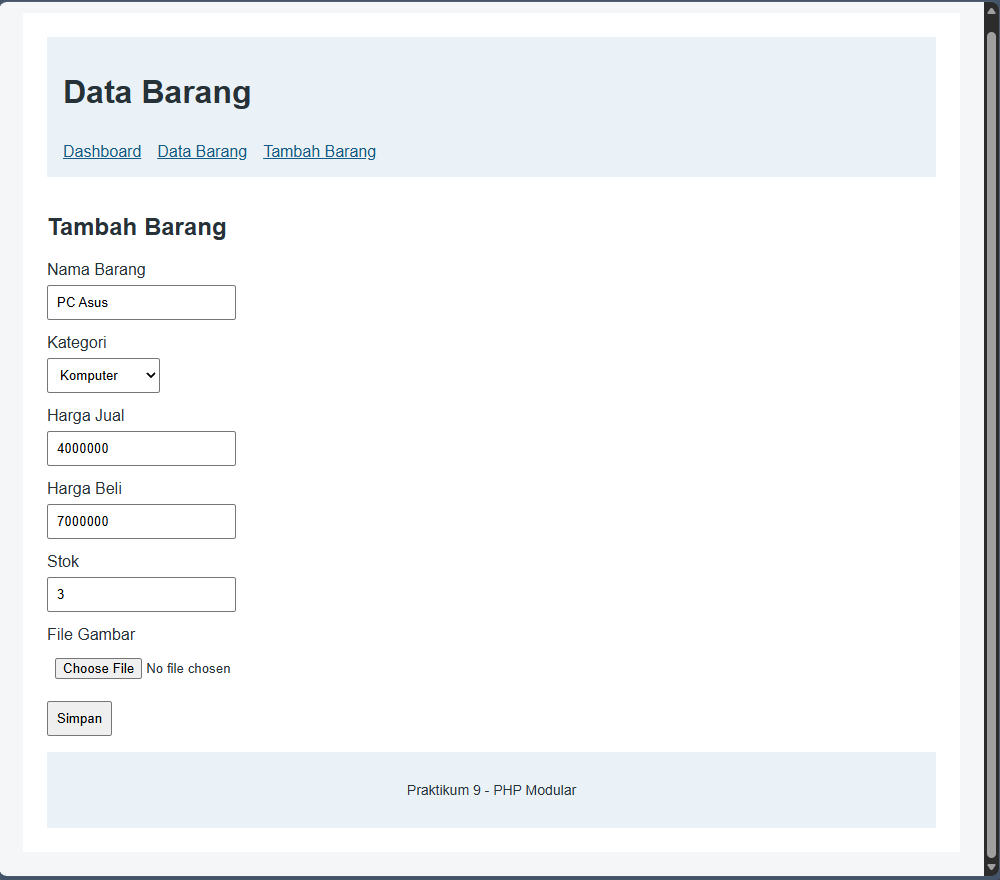 Data Barang
Dashboard Data Barang Tambah Barang
Tambah Barang
Nama Barang
PC Asus
Kategori
Komputer
Harga Jual
4000000
Harga Beli
7000000
Stok
3
File Gambar
Choose File No file chosen
Simpan
Praktikum 9 - PHP Modular